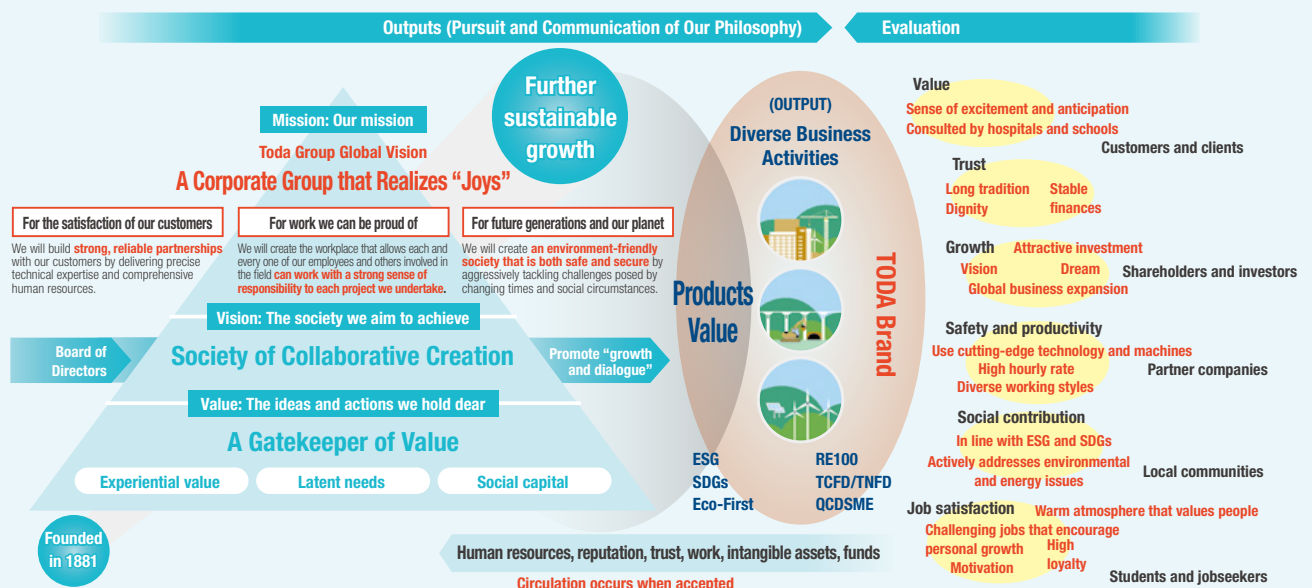 Outputs (Pursuit and Communication of Our Philosophy)
Evaluation
Further
sustainable
growth
Mission: Our mission
Toda Group Global Vision
A Corporate Group that Realizes “Joys”
For the satisfaction of our customers
We will build strong, reliable partnerships
with our customers by delivering precise
technical expertise and comprehensive
human resources.
For work we can be proud of
We will create the workplace that allows each and
every one of our employees and others involved in
the field can work with a strong sense of
responsibility to each project we undertake.
For future generations and our planet
We will create an environment-friendly
society that is both safe and secure by
aggressively tackling challenges posed by
changing times and social circumstances.
Vision: The society we aim to achieve
Board of
Directors
Society of Collaborative Creation
Promote “growth
and dialogue”
Value: The ideas and actions we hold dear
A Gatekeeper of Value
Experiential value
Latent needs
Social capital
Founded
in 1881
Products
Value
(OUTPUT)
Diverse Business
Activities
TODA Brand
ESG
SDGs
Eco-First
RE100
TCFD/TNFD
QCDSME
Human resources, reputation, trust, work, intangible assets, funds
Circulation occurs when accepted
Value
Sense of excitement and anticipation
Consulted by hospitals and schools
Customers and clients
Trust
Long tradition
Dignity
Stable
finances
Growth
Attractive investment
Vision
Dream
Global business expansion
Shareholders and investors
Safety and productivity
Use cutting-edge technology and machines
High hourly rate
Diverse working styles
Partner companies
Social contribution
In line with ESG and SDGs
Actively addresses environmental
and energy issues
Local communities
Job satisfaction
Warm atmosphere that values people
Challenging jobs that encourage
personal growth
Motivation
High
loyalty
Students and jobseekers